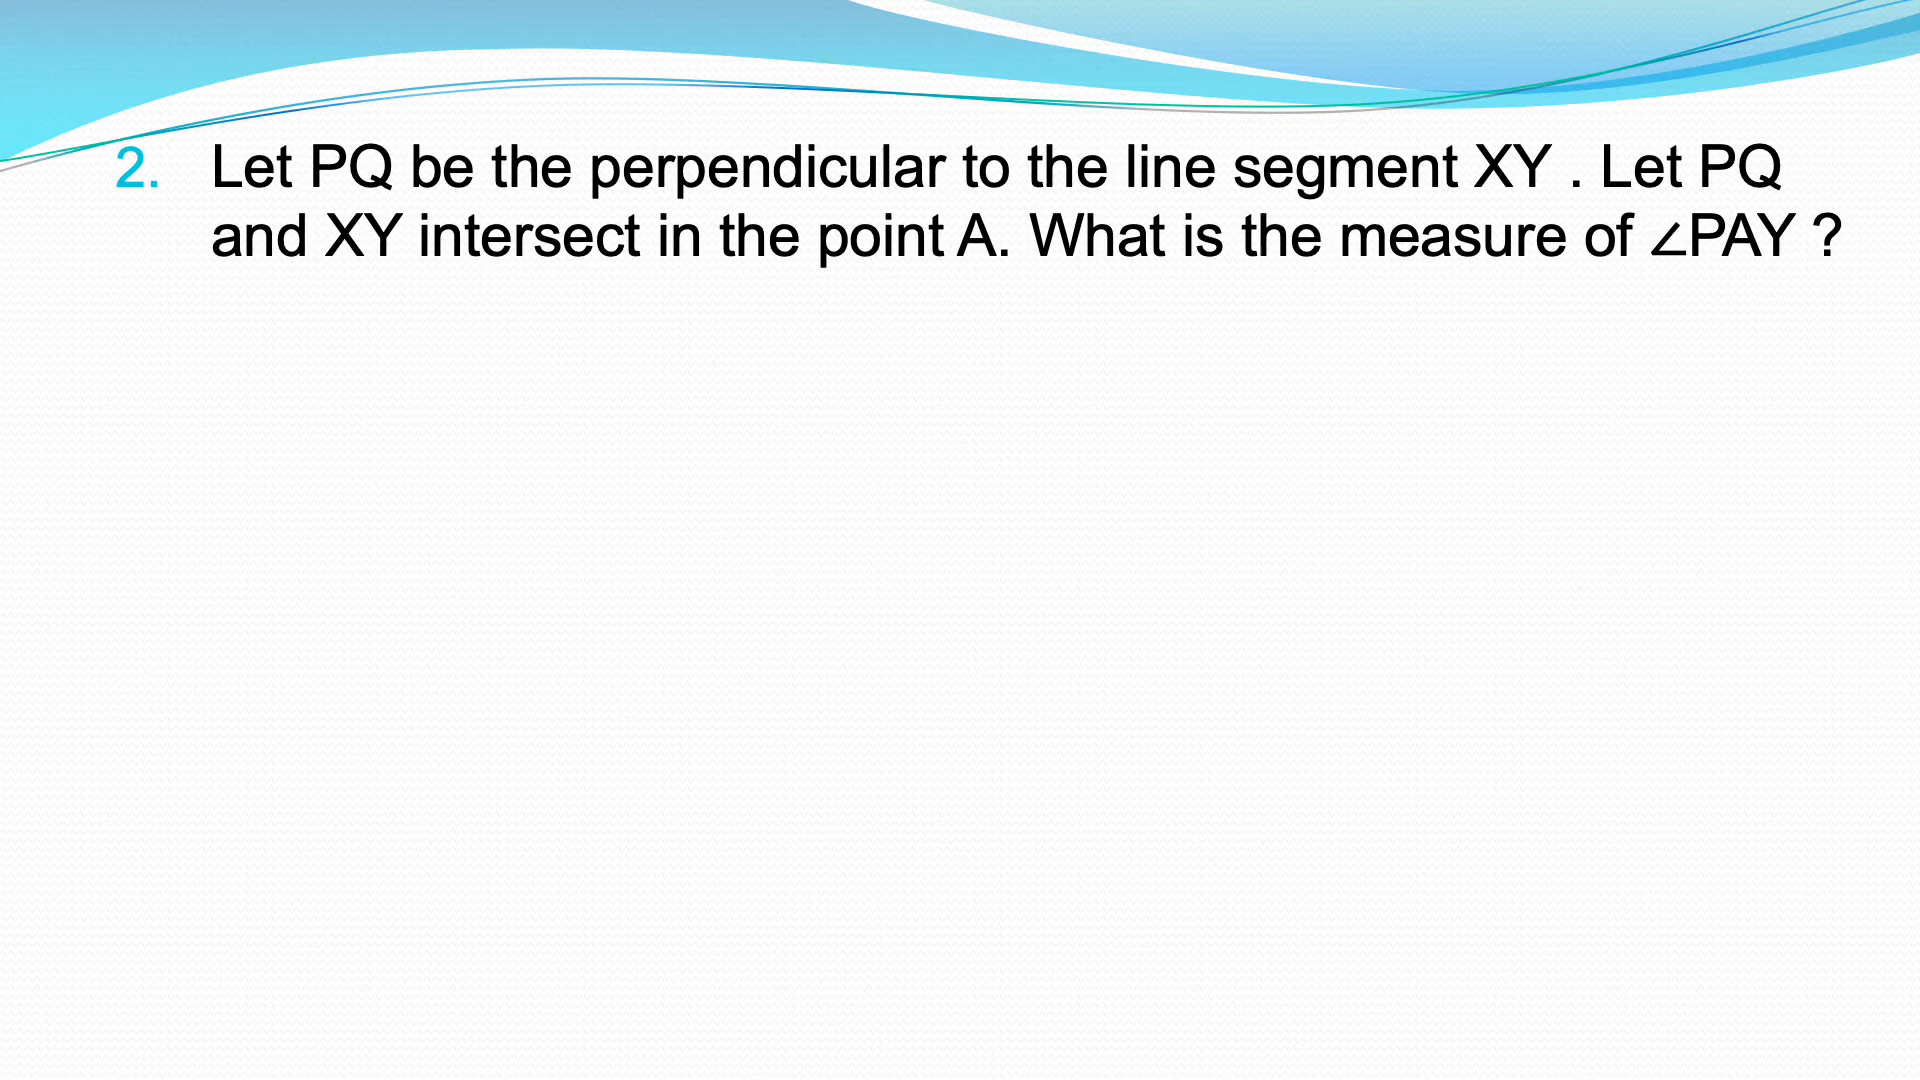 2. Let PQ be the perpendicular to the line segment XY . Let PQ
and XY intersect in the point A. What is the measure of ∠PAY ?